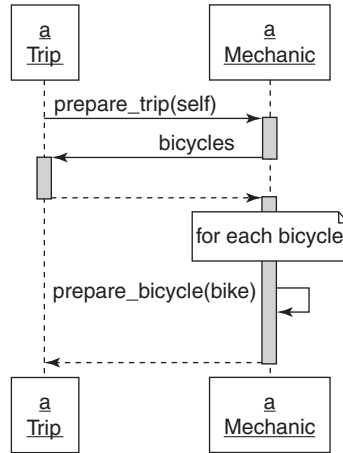 a
Trip
a
Mechanic
prepare_trip(self)
bicycles
for each bicycle
prepare_bicycle(bike)
a
Trip
a
Mechanic